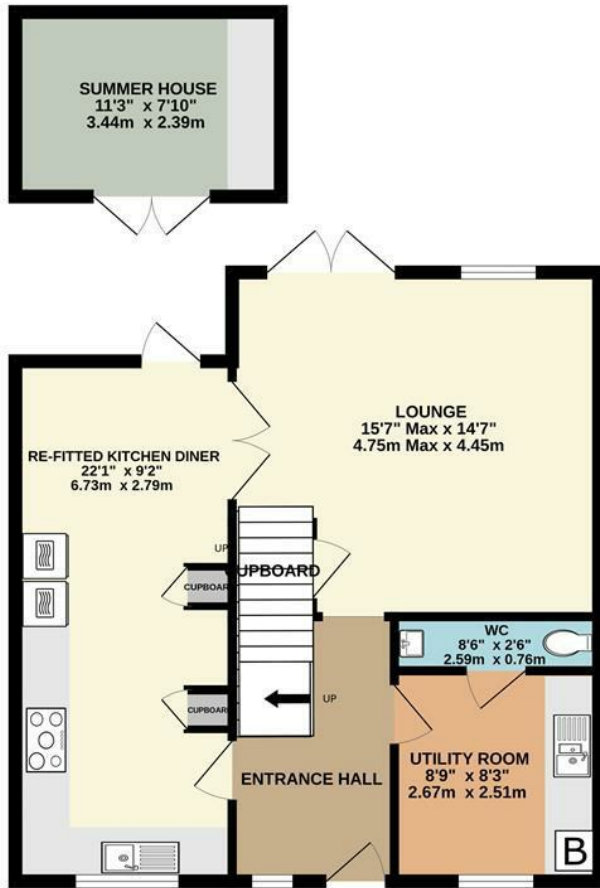 SUMMER HOUSE
11'3" x 7'10"
3.44m x 2.39m
LOUNGE
15'7" Max x 14'7"
4.75m Max x 4.45m
RE-FITTED KITCHEN DINER
22'1" x 9'2"
6.73m x 2.79m
UP
CUPBOARD
CUPBOARD
CUPBOARD
UP
WC
8'6" x 2'6"
2.59m x 0.76m
ENTRANCE HALL
UTILITY ROOM
8'9" x 8'3"
2.67m x 2.51m
B